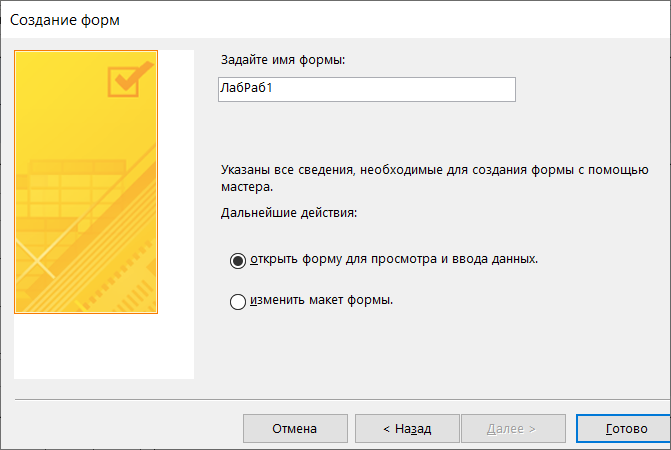 Создание форм
Задайте имя формы:
ЛабРаб1
Указаны все сведения, необходимые для создания формы с помощью
мастера.
Дальнейшие действия:
открыть форму для просмотра и ввода данных.
изменить макет формы.
Отмена
< Назад
Далее >
Готово